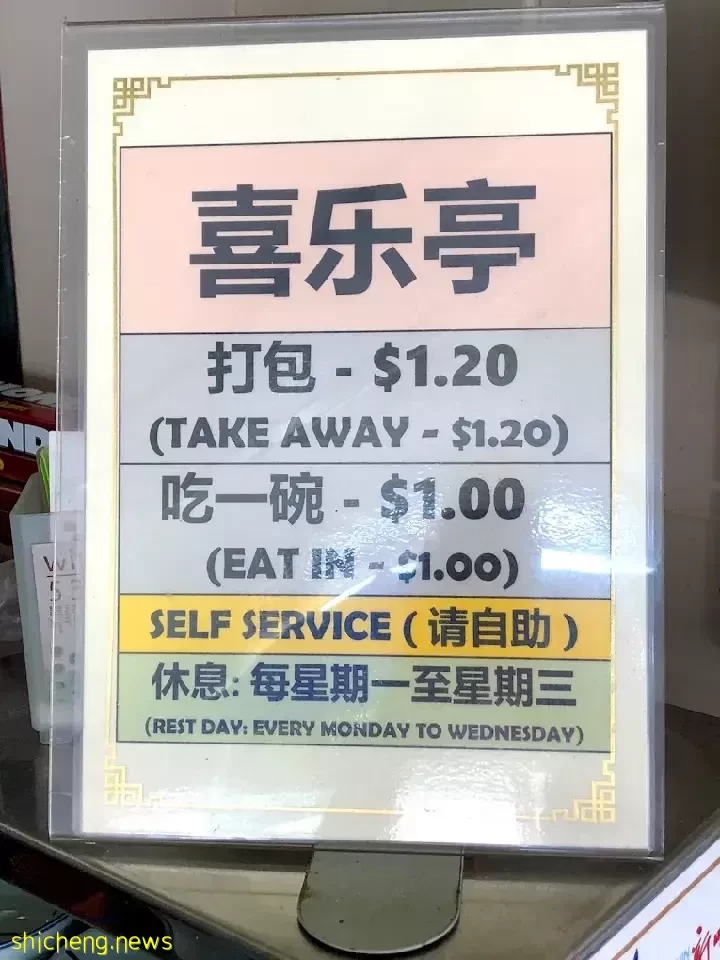 喜乐亭
打包 - $1.20
(TAKE AWAY - $1.20)
吃一碗 - $1.00
(EAT IN - $1.00)
SELF SERVICE ( 请自助 )
休息: 每星期一至星期三
(REST DAY: EVERY MONDAY TO WEDNESDAY)
shicheng.news